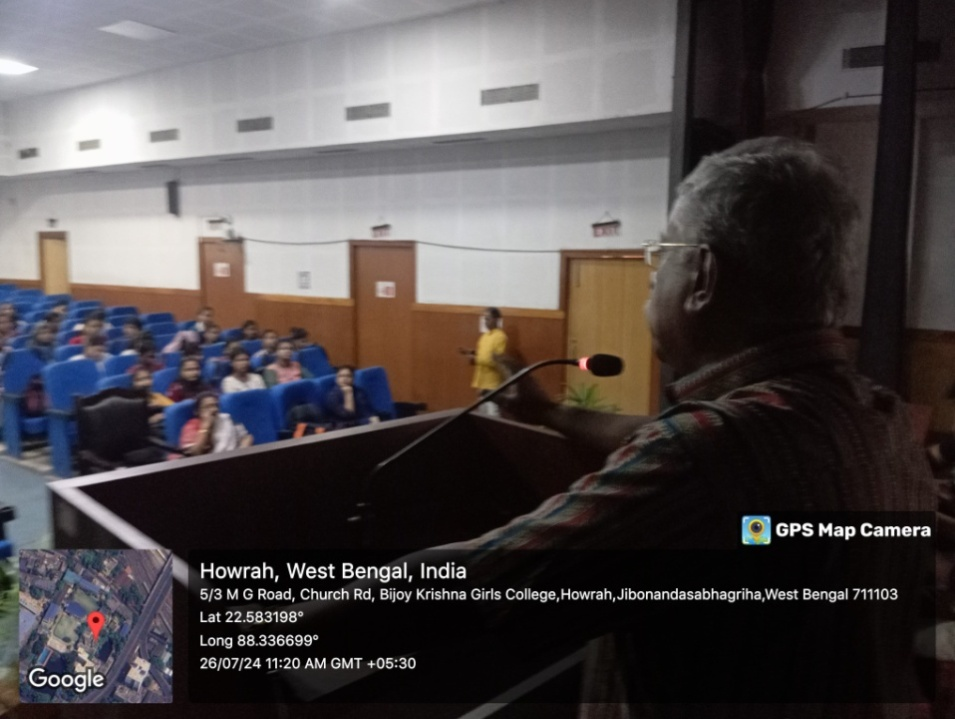 EXIT
GPS Map Camera
Howrah, West Bengal, India
5/3 M G Road, Church Rd, Bijoy Krishna Girls College,Howrah,Jibonandasabhagriha,West Bengal 711103
Lat 22.583198°
Long 88.336699°
26/07/24 11:20 AM GMT +05:30
Google